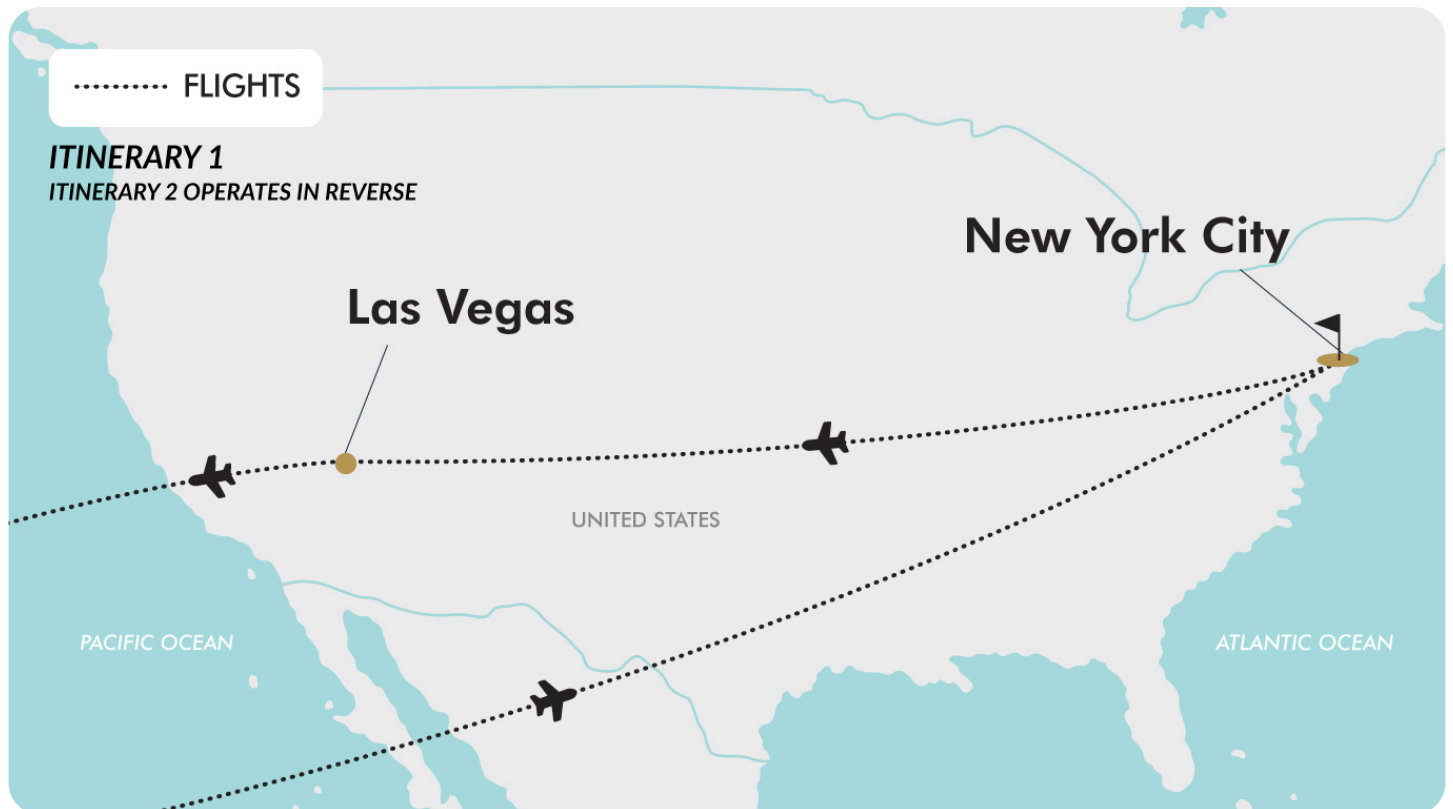 FLIGHTS
ITINERARY 1
ITINERARY 2 OPERATES IN REVERSE
New York City
Las Vegas
UNITED STATES
PACIFIC OCEAN
ATLANTIC OCEAN